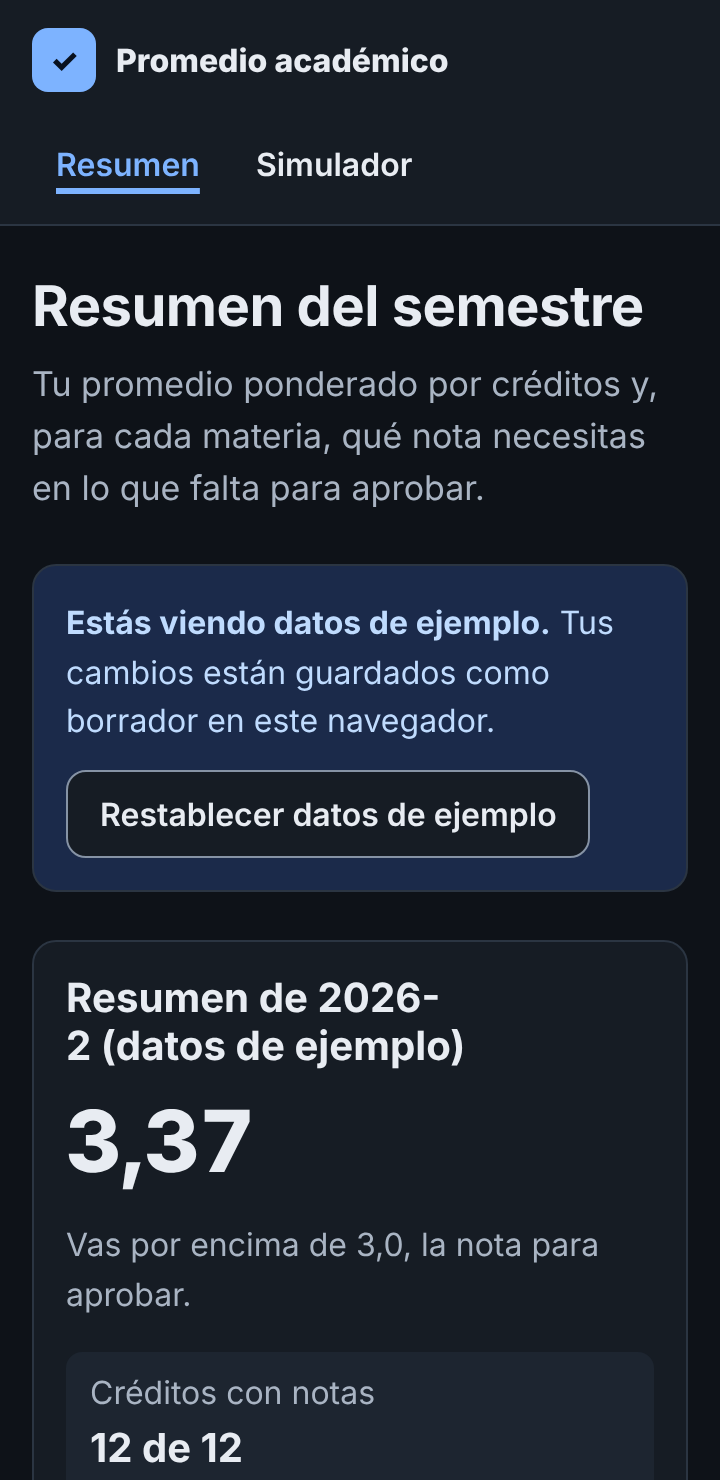 Promedio académico
Resumen Simulador
Resumen del semestre
Tu promedio ponderado por créditos y,
para cada materia, qué nota necesitas
en lo que falta para aprobar.
Estás viendo datos de ejemplo. Tus
cambios están guardados como
borrador en este navegador.
Restablecer datos de ejemplo
Resumen de 2026-
2 (datos de ejemplo)
3,37
Vas por encima de 3,0, la nota para
aprobar.
Créditos con notas
12 de 12